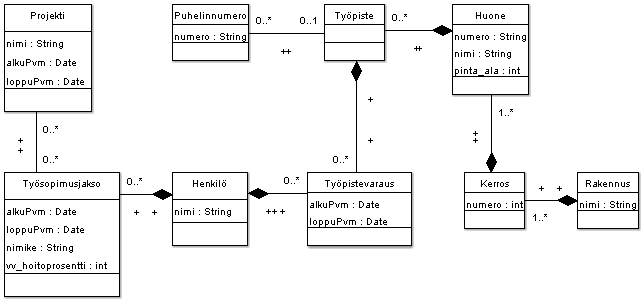 Projekti
nimi : String
alkuPvm : Date
loppuPvm : Date
Puhelinnumero
numero : String
0..*
0..1
++
Työpiste
0..*
++
Huone
numero : String
nimi : String
pinta_ala : int
0..*
+
+
0..*
+
+
0..*
1..*
+
+
Työsopimusjakso
alkuPvm : Date
loppuPvm : Date
nimike : String
vv_hoitoprosentti : int
0..*
+ +
Henkilö
nimi : String
0..*
+++
Työpistevaraus
alkuPvm : Date
loppuPvm : Date
Kerros
numero : int
+ +
1..*
Rakennus
nimi : String